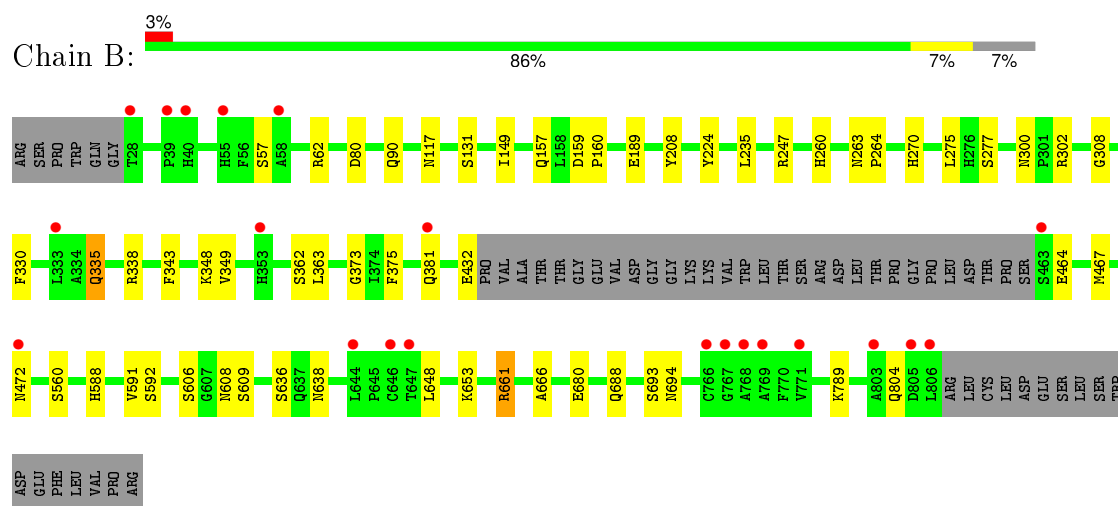 3%
Chain B:
86% 7% 7%
ARG SER PRO TRP GLN GLY T28 P39 H40 H55 F56 S57 A58 R62 D80 Q90 N117 S131 I149 Q157 L158 D159 P160 E189 Y208 Y224 L235 R247 H260 N263 P264 H270 L275 H276 S277 N300 P301 R302 G308
F330 L333 A334 Q335 R338 F343 K348 V349 H353 S362 L363 G373 I374 F375 Q381 E432 PRO VAL ALA THR THR GLY GLU VAL ASP GLY GLY LYS LYS VAL TRP LEU THR SER ARG ASP LEU THR PRO GLY PRO LEU ASP THR PRO SER S463 E464 M467
N472 S560 H588 V591 S592 S606 G607 N608 S609 S636 Q637 N638 L644 P645 C646 T647 L648 K653 R661 A666 E680 Q688 S693 N694 C766 G767 A768 A769 F770 V771 K789 A803 Q804 D805 L806 ARG LEU CYS LEU ASP GLU SER LEU SER TRP
ASP GLU PHE LEU VAL PRO ARG